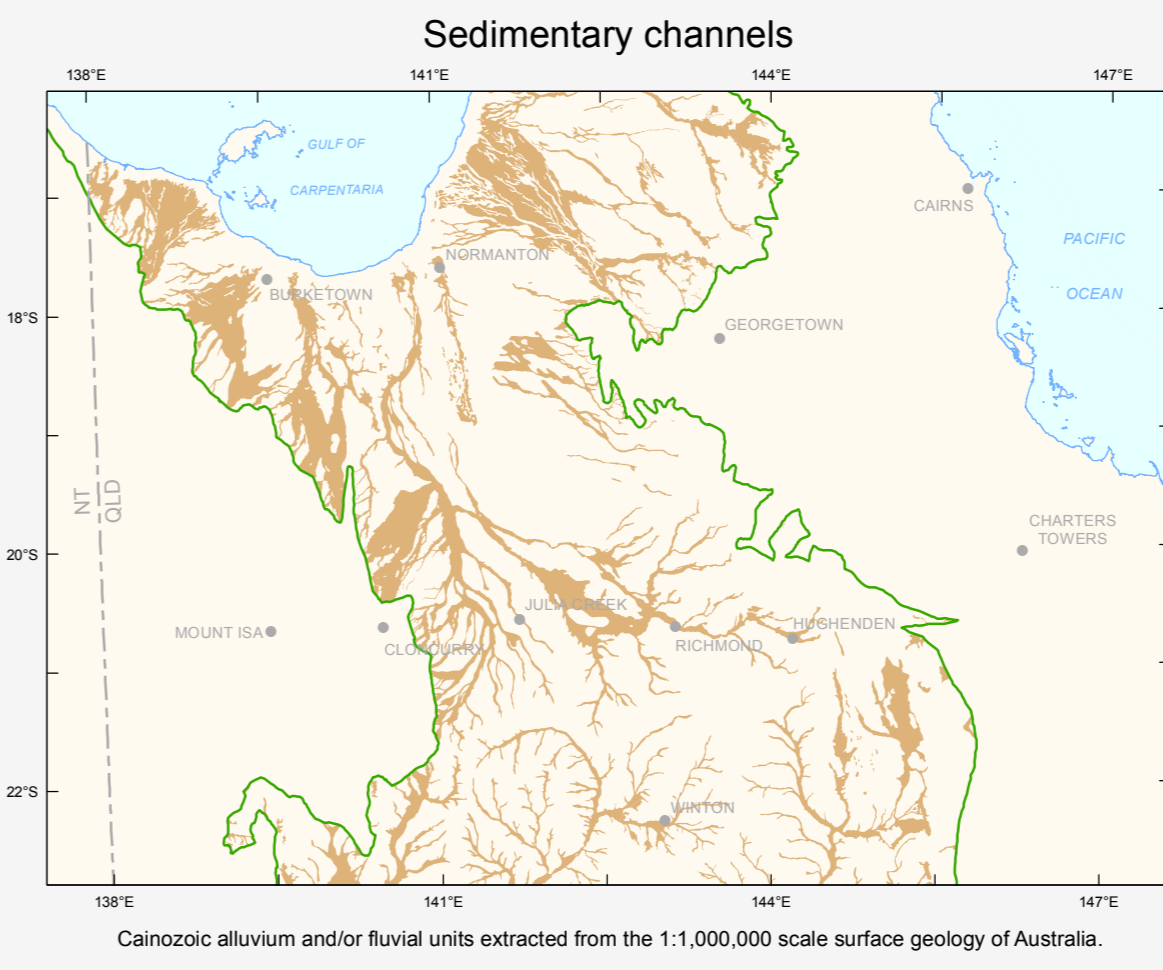 Sedimentary channels
138°E 141°E 144°E 147°E
GULF OF
CARPENTARIA
CAIRNS
PACIFIC
OCEAN
NORMANTON
BURKETOWN
18°S
GEORGETOWN
NT
QLD
CHARTERS
TOWERS
20°S
JULIA CREEK
MOUNT ISA
CLONCURRY
RICHMOND
HUGHENDEN
22°S
WINTON
138°E 141°E 144°E 147°E
Cainozoic alluvium and/or fluvial units extracted from the 1:1,000,000 scale surface geology of Australia.